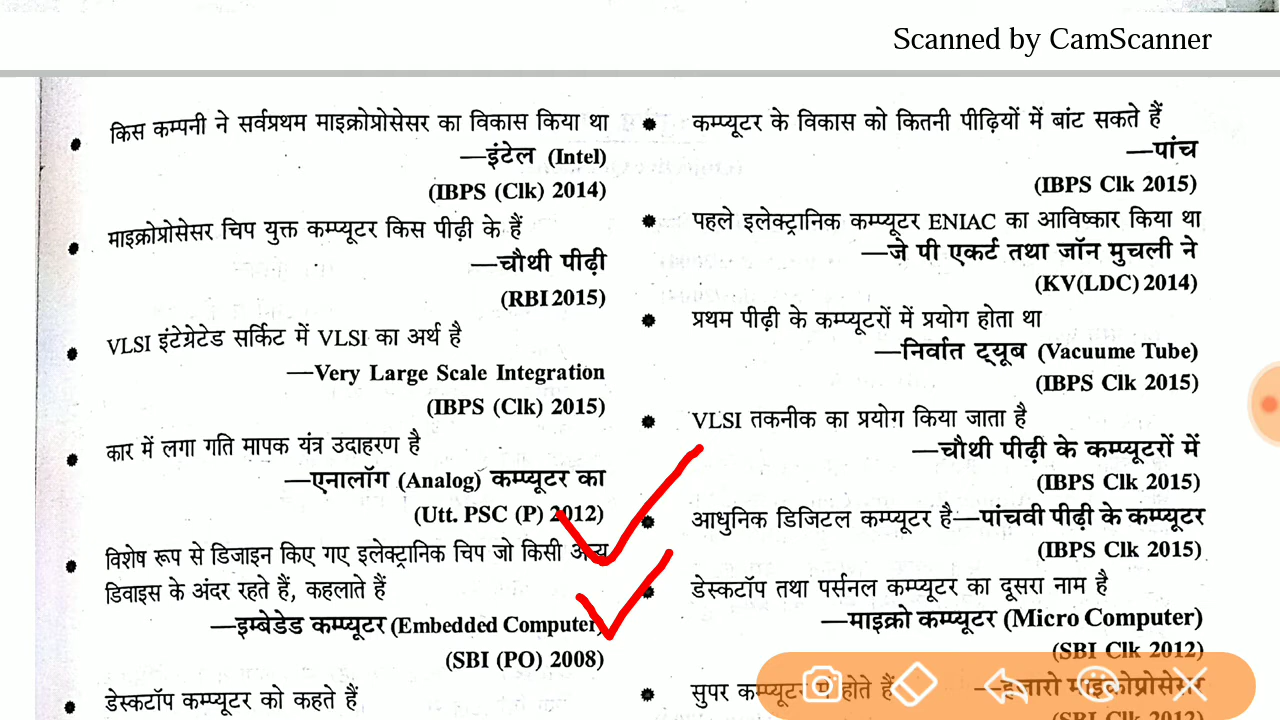 Scanned by CamScanner
किस कम्पनी ने सर्वप्रथम माइक्रोप्रोसेसर का विकास किया था
—इंटेल (Intel)
(IBPS (Clk) 2014)
माइक्रोप्रोसेसर चिप युक्त कम्प्यूटर किस पीढ़ी के हैं
—चौथी पीढ़ी
(RBI 2015)
VLSI इंटेग्रेटेड सर्किट में VLSI का अर्थ है
—Very Large Scale Integration
(IBPS (Clk) 2015)
कार में लगा गति मापक यंत्र उदाहरण है
—एनालॉग (Analog) कम्प्यूटर का
(Utt. PSC (P) 2012)
विशेष रूप से डिजाइन किए गए इलेक्ट्रानिक चिप जो किसी अन्य
डिवाइस के अंदर रहते हैं, कहलाते हैं
—इम्बेडेड कम्प्यूटर (Embedded Computer)
(SBI (PO) 2008)
डेस्कटॉप कम्प्यूटर को कहते हैं
कम्प्यूटर के विकास को कितनी पीढ़ियों में बांट सकते हैं
—पांच
(IBPS Clk 2015)
पहले इलेक्ट्रानिक कम्प्यूटर ENIAC का आविष्कार किया था
—जे पी एकर्ट तथा जॉन मुचली ने
(KV(LDC) 2014)
प्रथम पीढ़ी के कम्प्यूटरों में प्रयोग होता था
—निर्वात ट्यूब (Vacuume Tube)
(IBPS Clk 2015)
VLSI तकनीक का प्रयोग किया जाता है
—चौथी पीढ़ी के कम्प्यूटरों में
(IBPS Clk 2015)
आधुनिक डिजिटल कम्प्यूटर है—पांचवी पीढ़ी के कम्प्यूटर
(IBPS Clk 2015)
डेस्कटॉप तथा पर्सनल कम्प्यूटर का दूसरा नाम है
—माइक्रो कम्प्यूटर (Micro Computer)
(SBI Clk 2012)
सुपर कम्प्यूटर में होते हैं —हजारो माइक्रोप्रोसेसर
(SBI Clk 2012)